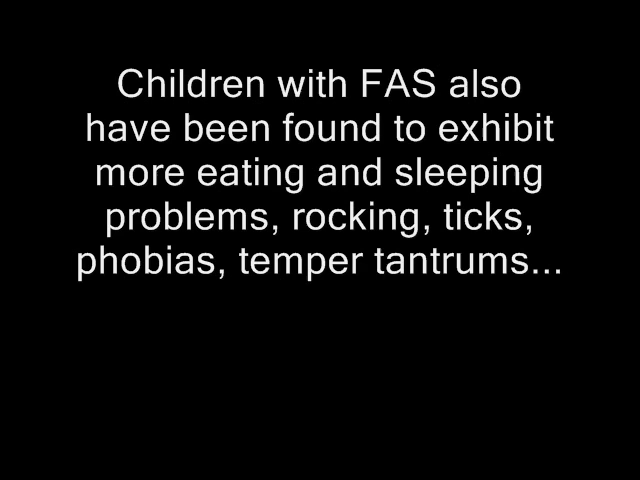 Children with FAS also
have been found to exhibit
more eating and sleeping
problems, rocking, ticks,
phobias, temper tantrums...